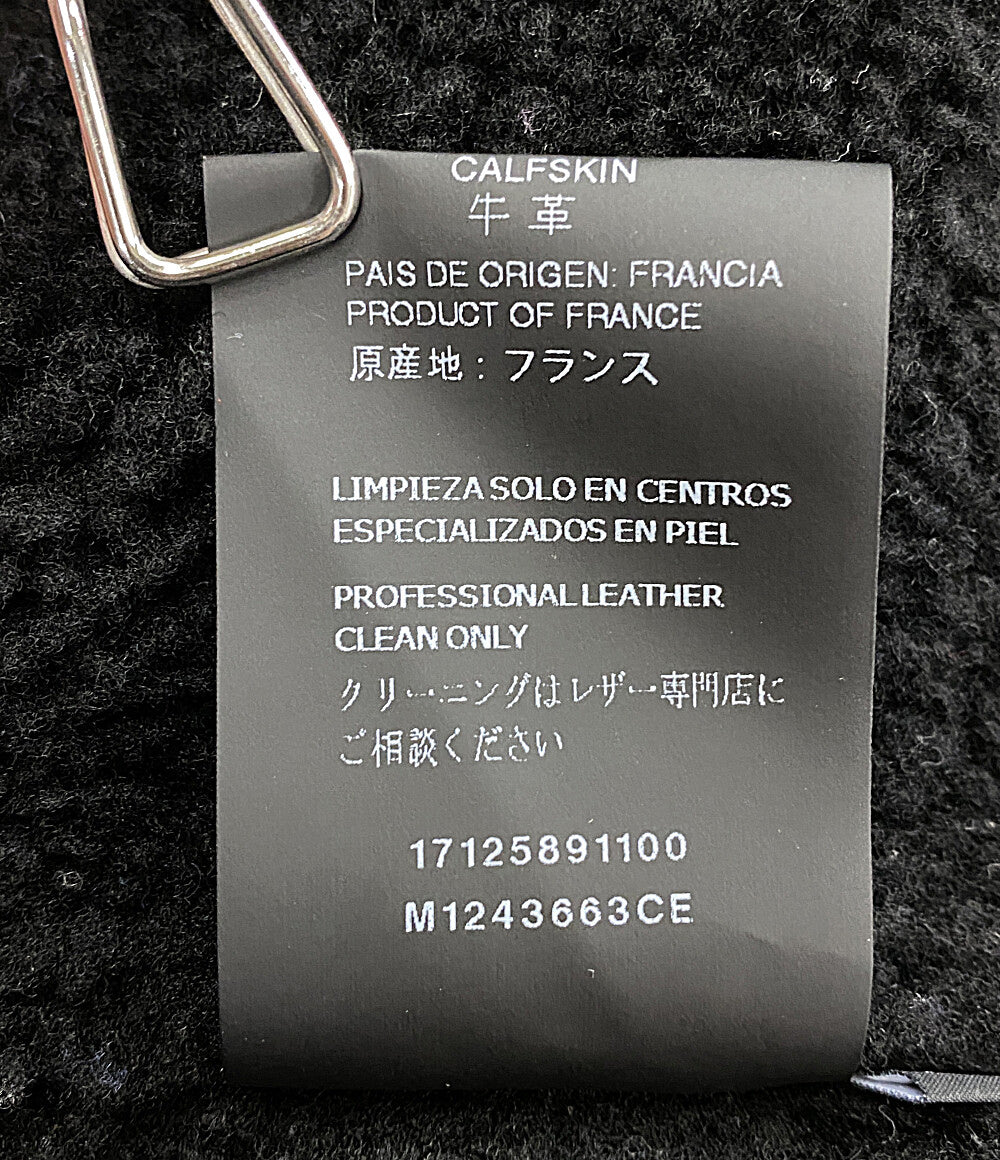 CALFSKIN
牛革
PAIS DE ORIGEN: FRANCIA
PRODUCT OF FRANCE
原産地:フランス
LIMPIEZA SOLO EN CENTROS
ESPECIALIZADOS EN PIEL
PROFESSIONAL LEATHER
CLEAN ONLY
クリーニングはレザー専門店に
ご相談ください
17125891100
M1243663CE